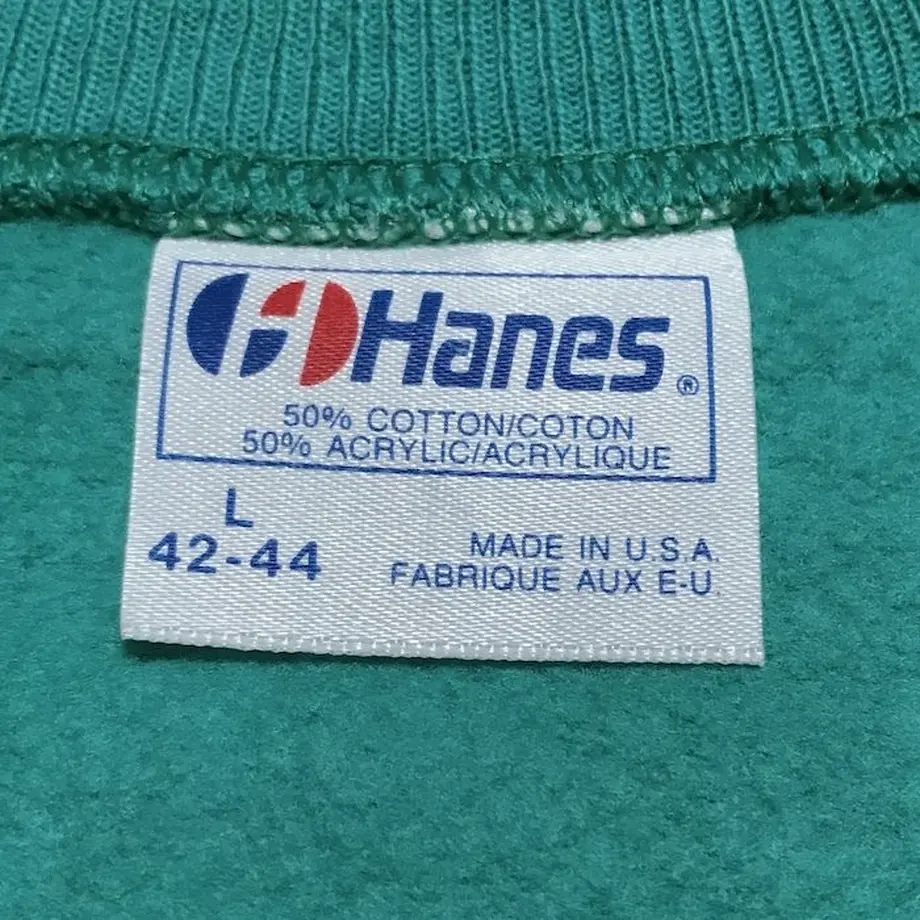 Hanes®
50% COTTON/COTON
50% ACRYLIC/ACRYLIQUE
L
42-44
MADE IN U.S.A.
FABRIQUE AUX E-U.